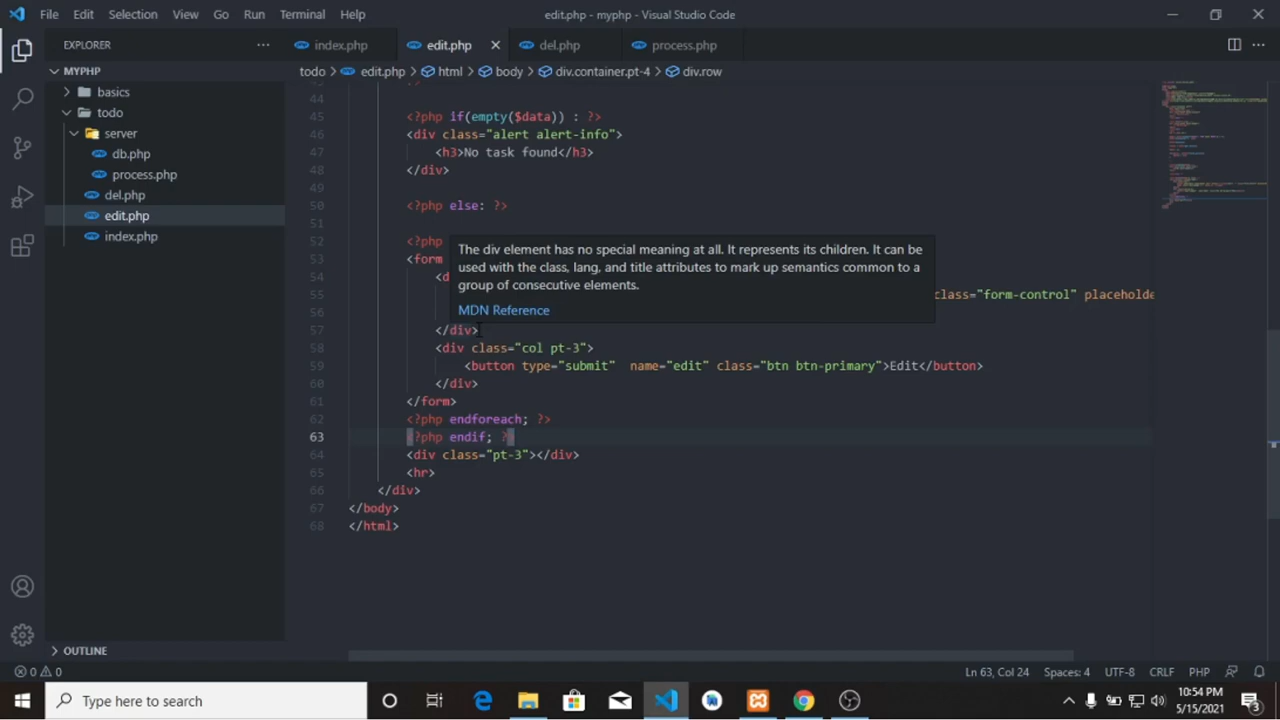 File Edit Selection View Go Run Terminal Help
edit.php - myphp - Visual Studio Code
EXPLORER
index.php
edit.php
del.php
process.php
MYPHP
todo > edit.php > html > body > div.container.pt-4 > div.row
basics
todo
server
db.php
process.php
del.php
edit.php
index.php
44
45 <?php if(empty($data)) : ?>
46 <div class="alert alert-info">
47 <h3>No task found</h3>
48 </div>
49
50 <?php else: ?>
51
52 <?php
53 <form
54 <d
55 class="form-control" placeholde
56
57 </div>
58 <div class="col pt-3">
59 <button type="submit"  name="edit" class="btn btn-primary">Edit</button>
60 </div>
61 </form>
62 <?php endforeach; ?>
63 <?php endif; ?>
64 <div class="pt-3"></div>
65 <hr>
66 </div>
67 </body>
68 </html>
The div element has no special meaning at all. It represents its children. It can be
used with the class, lang, and title attributes to mark up semantics common to a
group of consecutive elements.
MDN Reference
OUTLINE
0 0
Ln 63, Col 24 Spaces: 4 UTF-8 CRLF PHP
Type here to search
10:54 PM
5/15/2021
3